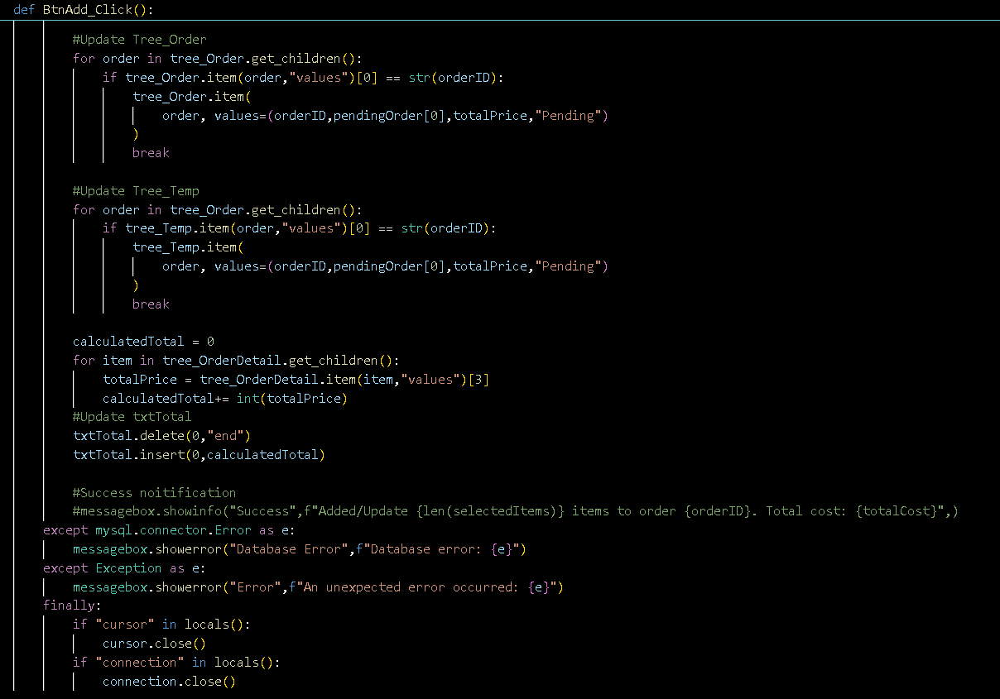 def BtnAdd_Click():
#Update Tree_Order
for order in tree_Order.get_children():
if tree_Order.item(order,"values")[0] == str(orderID):
tree_Order.item(
order, values=(orderID,pendingOrder[0],totalPrice,"Pending")
)
break
#Update Tree_Temp
for order in tree_Order.get_children():
if tree_Temp.item(order,"values")[0] == str(orderID):
tree_Temp.item(
order, values=(orderID,pendingOrder[0],totalPrice,"Pending")
)
break
calculatedTotal = 0
for item in tree_OrderDetail.get_children():
totalPrice = tree_OrderDetail.item(item,"values")[3]
calculatedTotal+= int(totalPrice)
#Update txtTotal
txtTotal.delete(0,"end")
txtTotal.insert(0,calculatedTotal)
#Success noitification
#messagebox.showinfo("Success",f"Added/Update {len(selectedItems)} items to order {orderID}. Total cost: {totalCost}",)
except mysql.connector.Error as e:
messagebox.showerror("Database Error",f"Database error: {e}")
except Exception as e:
messagebox.showerror("Error",f"An unexpected error occurred: {e}")
finally:
if "cursor" in locals():
cursor.close()
if "connection" in locals():
connection.close()